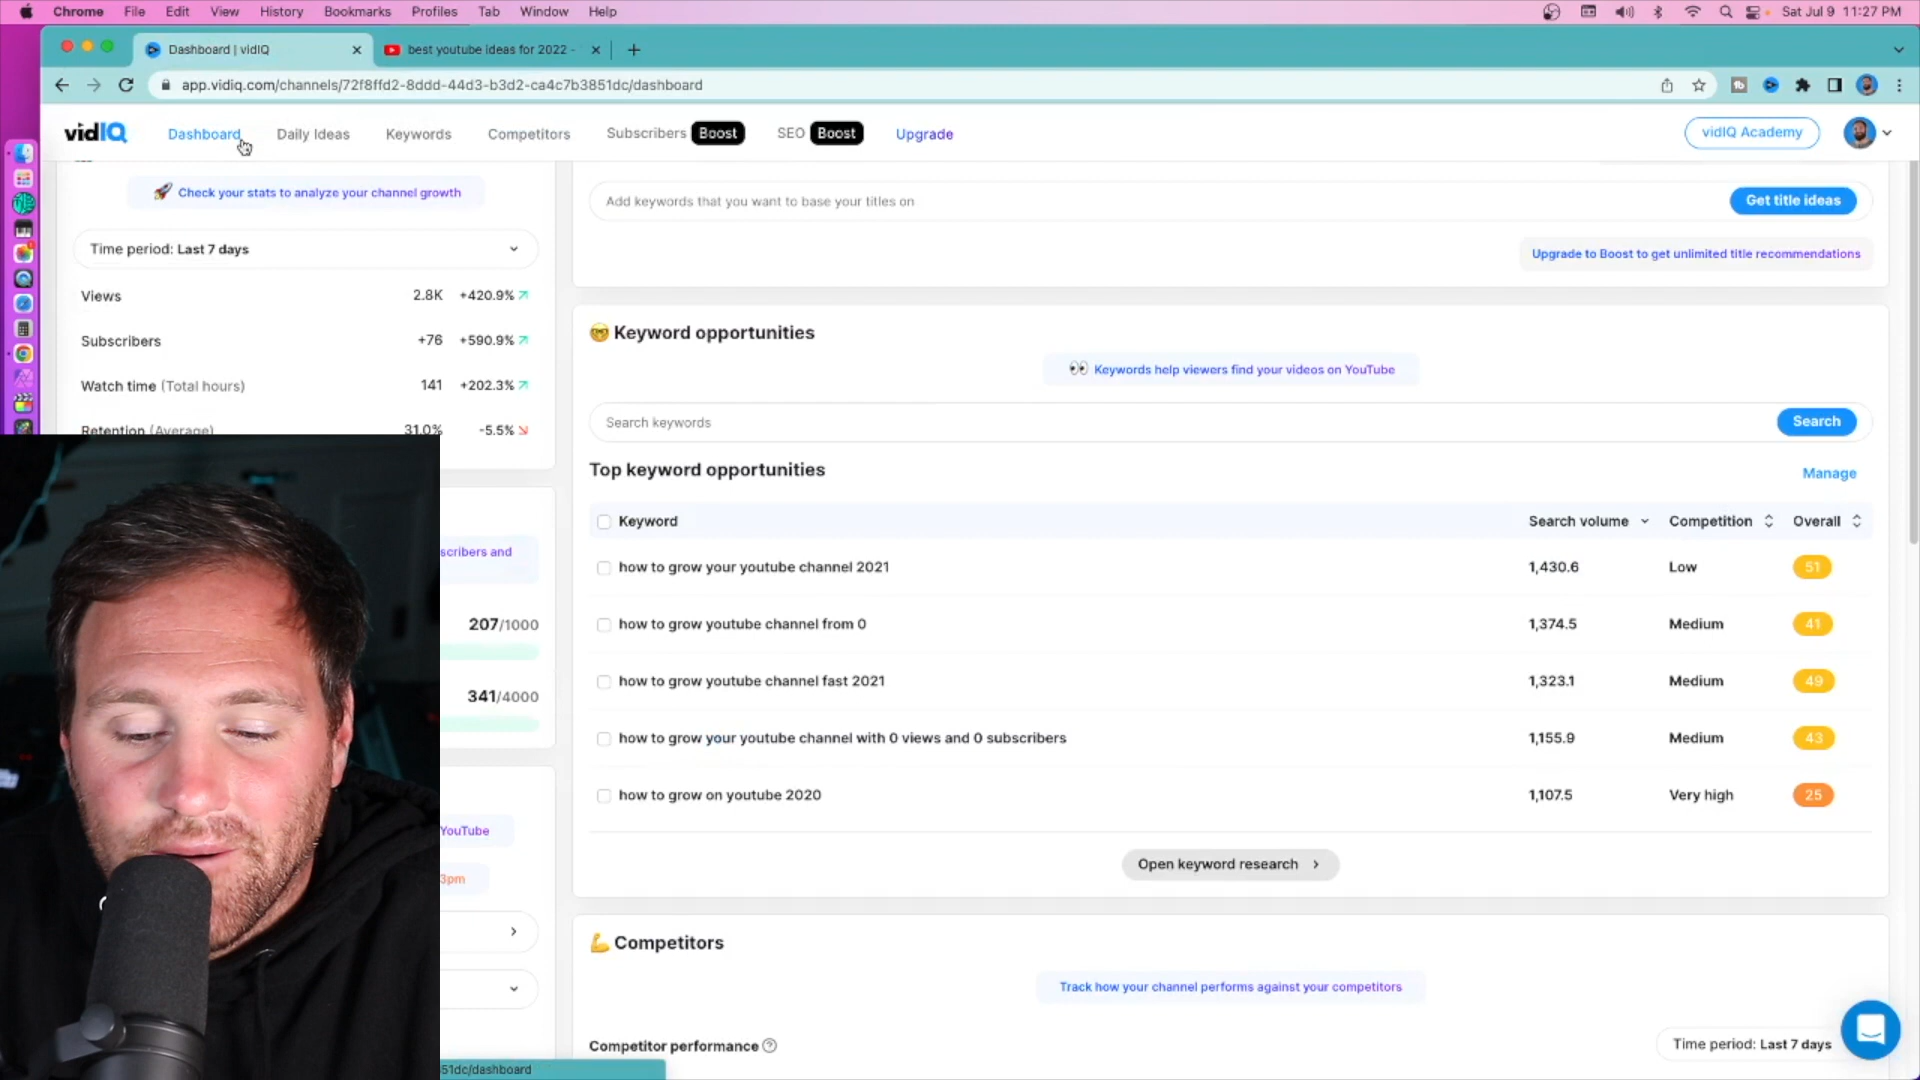 Chrome File Edit View History Bookmarks Profiles Tab Window Help Sat Jul 9 11:27 PM
Dashboard | vidIQ best youtube ideas for 2022 -
app.vidiq.com/channels/72f8ffd2-8ddd-44d3-b3d2-ca4c7b3851dc/dashboard
vidIQ Dashboard Daily Ideas Keywords Competitors Subscribers Boost SEO Boost Upgrade vidIQ Academy
Check your stats to analyze your channel growth
Time period: Last 7 days
Views 2.8K +420.9%
Subscribers +76 +590.9%
Watch time (Total hours) 141 +202.3%
Retention (Average) 31.0% -5.5%
scribers and
207/1000
341/4000
YouTube
3pm
51dc/dashboard
Add keywords that you want to base your titles on Get title ideas
Upgrade to Boost to get unlimited title recommendations
Keyword opportunities
Keywords help viewers find your videos on YouTube
Search keywords Search
Top keyword opportunities Manage
Keyword Search volume Competition Overall
how to grow your youtube channel 2021 1,430.6 Low 51
how to grow youtube channel from 0 1,374.5 Medium 41
how to grow youtube channel fast 2021 1,323.1 Medium 49
how to grow your youtube channel with 0 views and 0 subscribers 1,155.9 Medium 43
how to grow on youtube 2020 1,107.5 Very high 25
Open keyword research
Competitors
Track how your channel performs against your competitors
Competitor performance Time period: Last 7 days